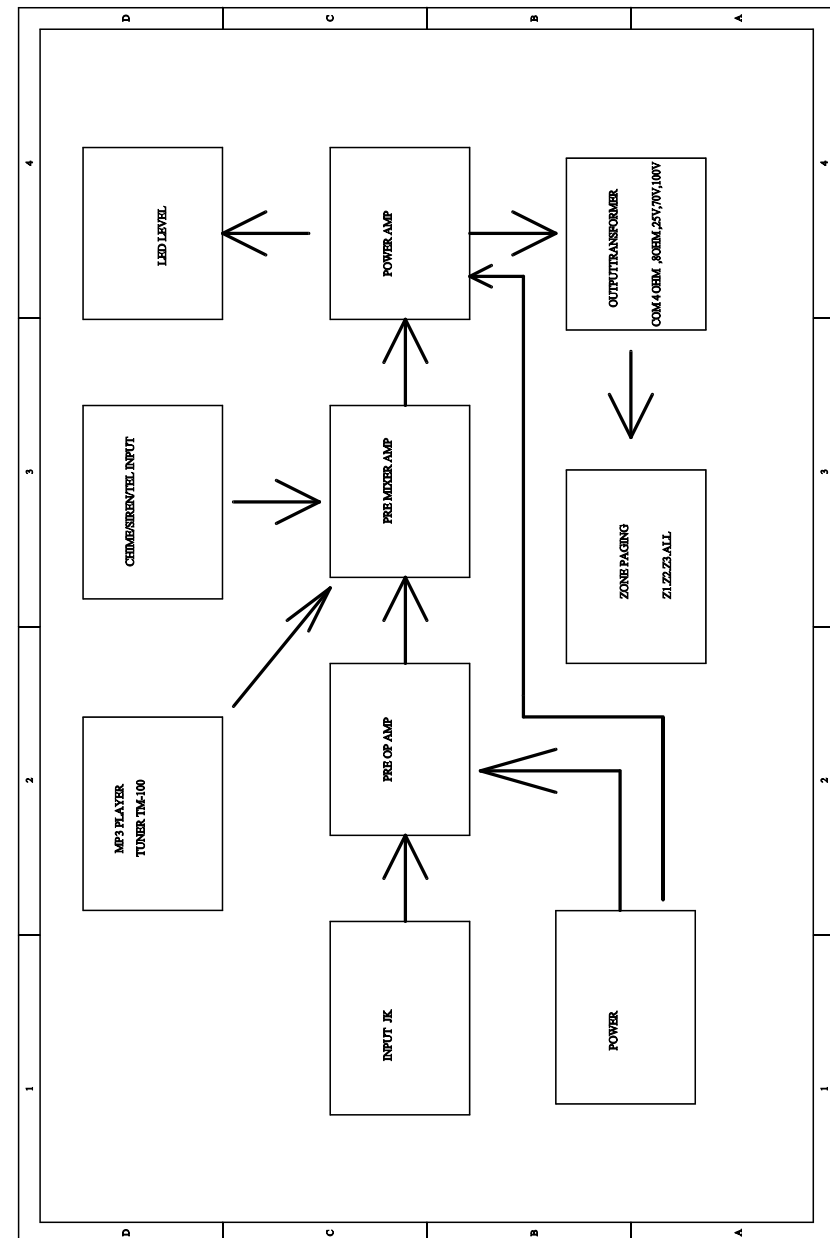 D
C
B
A
4
4
3
3
2
2
1
1
LED LEVEL
POWER AMP
OUTPUTTRANSFORMER
COM 4 OHM ,8OHM ,25V,70V,100V
CHIME/SIREN/TEL INPUT
PRE MIXER AMP
ZONE PAGING
Z1.Z2.Z3.ALL
MP3 PLAYER
TUNER TM-100
PRE OP AMP
INPUT JK
POWER
D
C
B
A